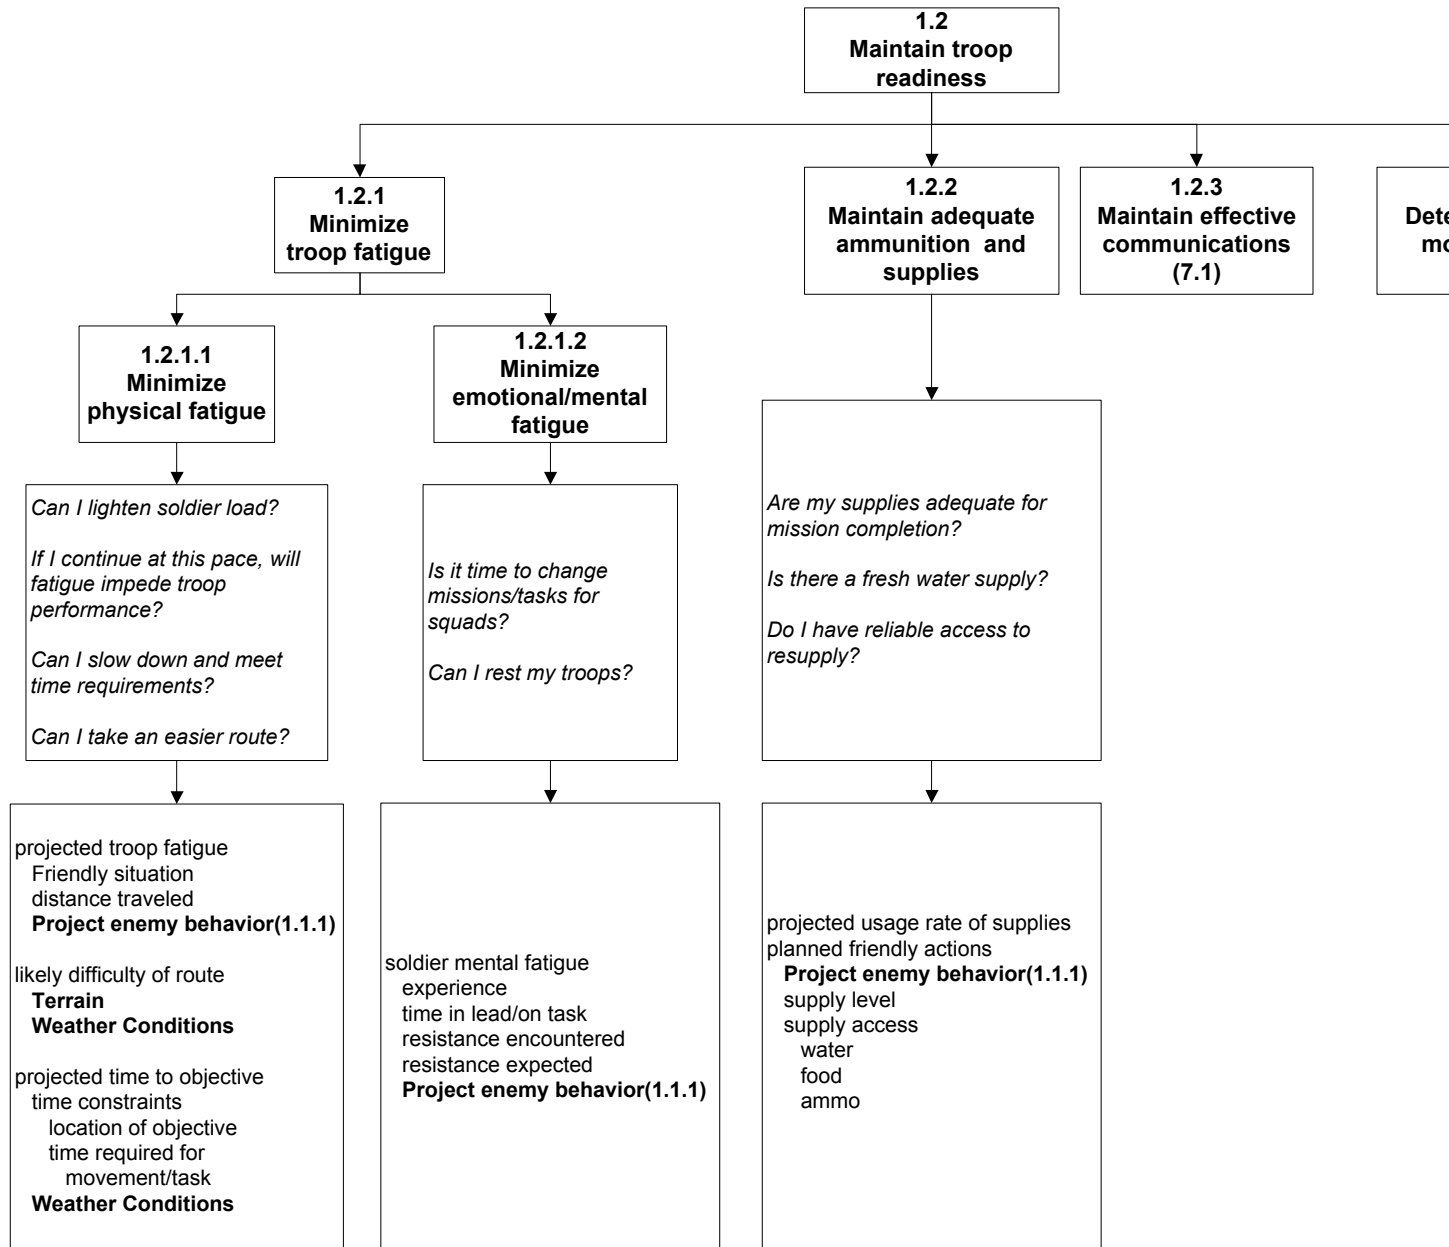 1.2
Maintain troop
readiness
1.2.1
Minimize
troop fatigue
1.2.2
Maintain adequate
ammunition and
supplies
1.2.3
Maintain effective
communications
(7.1)
1.2.1.1
Minimize
physical fatigue
1.2.1.2
Minimize
emotional/mental
fatigue
Can I lighten soldier load?
If I continue at this pace, will
fatigue impede troop
performance?
Can I slow down and meet
time requirements?
Can I take an easier route?
Is it time to change
missions/tasks for
squads?
Can I rest my troops?
Are my supplies adequate for
mission completion?
Is there a fresh water supply?
Do I have reliable access to
resupply?
projected troop fatigue
Friendly situation
distance traveled
Project enemy behavior(1.1.1)
likely difficulty of route
Terrain
Weather Conditions
projected time to objective
time constraints
location of objective
time required for
movement/task
Weather Conditions
soldier mental fatigue
experience
time in lead/on task
resistance encountered
resistance expected
Project enemy behavior(1.1.1)
projected usage rate of supplies
planned friendly actions
Project enemy behavior(1.1.1)
supply level
supply access
water
food
ammo